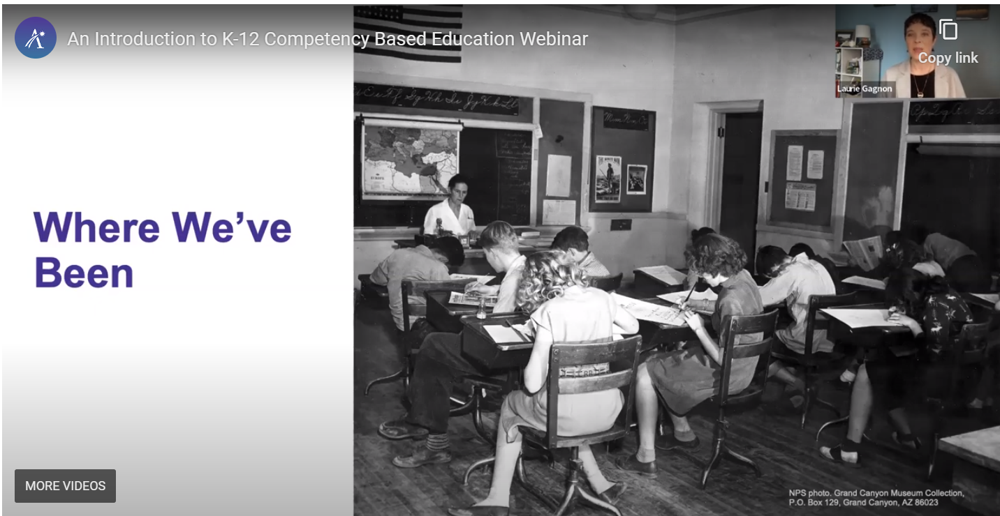 An Introduction to K-12 Competency Based Education Webinar
Copy link
Laurie Gagnon
Where We've
Been
EUROPE
MORE VIDEOS
NPS photo. Grand Canyon Museum Collection,
P.O. Box 129, Grand Canyon, AZ 86023